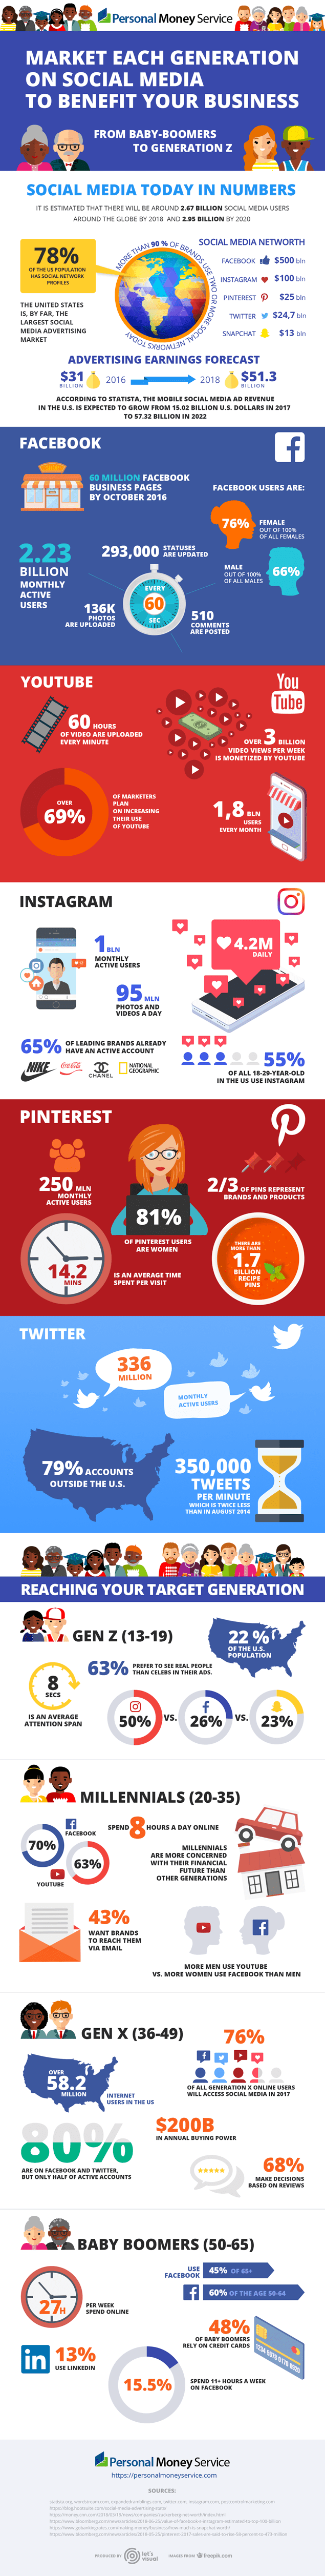 Personal Money Service
MARKET EACH GENERATION
ON SOCIAL MEDIA
TO BENEFIT YOUR BUSINESS
FROM BABY-BOOMERS
TO GENERATION Z
SOCIAL MEDIA TODAY IN NUMBERS
IT IS ESTIMATED THAT THERE WILL BE AROUND 2.67 BILLION SOCIAL MEDIA USERS
AROUND THE GLOBE BY 2018 AND 2.95 BILLION BY 2020
78%
OF THE US POPULATION
HAS SOCIAL NETWORK
PROFILES
THE UNITED STATES
IS, BY FAR, THE
LARGEST SOCIAL
MEDIA ADVERTISING
MARKET
MORE THAN 90 % OF BRANDS USE TWO OR MORE SOCIAL NETWORKS TODAY
SOCIAL MEDIA NETWORTH
FACEBOOK $500 bln
INSTAGRAM $100 bln
PINTEREST $25 bln
TWITTER $24,7 bln
SNAPCHAT $13 bln
ADVERTISING EARNINGS FORECAST
$31
BILLION
2016
2018
$51.3
BILLION
ACCORDING TO STATISTA, THE MOBILE SOCIAL MEDIA AD REVENUE
IN THE U.S. IS EXPECTED TO GROW FROM 15.02 BILLION U.S. DOLLARS IN 2017
TO 57.32 BILLION IN 2022
FACEBOOK
60 MILLION FACEBOOK
BUSINESS PAGES
BY OCTOBER 2016
FACEBOOK USERS ARE:
76%
FEMALE
OUT OF 100%
OF ALL FEMALES
MALE
OUT OF 100%
OF ALL MALES
66%
2.23
BILLION
MONTHLY
ACTIVE
USERS
293,000 STATUSES
ARE UPDATED
EVERY
60
SEC
136K
PHOTOS
ARE UPLOADED
510
COMMENTS
ARE POSTED
YOUTUBE
You
Tube
60 HOURS
OF VIDEO ARE UPLOADED
EVERY MINUTE
OVER 3 BILLION
VIDEO VIEWS PER WEEK
IS MONETIZED BY YOUTUBE
OVER
69%
OF MARKETERS
PLAN
ON INCREASING
THEIR USE
OF YOUTUBE
1,8 BLN
USERS
EVERY MONTH
INSTAGRAM
1 BLN
MONTHLY
ACTIVE USERS
4.2M
DAILY
95 MLN
PHOTOS AND
VIDEOS A DAY
65% OF LEADING BRANDS ALREADY
HAVE AN ACTIVE ACCOUNT
NIKE
Coca-Cola
CHANEL
NATIONAL
GEOGRAPHIC
55%
OF ALL 18-29-YEAR-OLD
IN THE US USE INSTAGRAM
PINTEREST
250 MLN
MONTHLY
ACTIVE USERS
81%
OF PINTEREST USERS
ARE WOMEN
2/3 OF PINS REPRESENT
BRANDS AND PRODUCTS
14.2
MINS
IS AN AVERAGE TIME
SPENT PER VISIT
THERE ARE
MORE THAN
1.7
BILLION
RECIPE
PINS
TWITTER
336
MILLION
MONTHLY
ACTIVE USERS
79% ACCOUNTS
OUTSIDE THE U.S.
350,000
TWEETS
PER MINUTE
WHICH IS TWICE LESS
THAN IN AUGUST 2014
REACHING YOUR TARGET GENERATION
GEN Z (13-19)
22 %
OF THE U.S.
POPULATION
63% PREFER TO SEE REAL PEOPLE
THAN CELEBS IN THEIR ADS.
8
SECS
IS AN AVERAGE
ATTENTION SPAN
50%
VS.
26%
VS.
23%
MILLENNIALS (20-35)
70%
FACEBOOK
63%
YOUTUBE
SPEND 8 HOURS A DAY ONLINE
MILLENNIALS
ARE MORE CONCERNED
WITH THEIR FINANCIAL
FUTURE THAN
OTHER GENERATIONS
43%
WANT BRANDS
TO REACH THEM
VIA EMAIL
MORE MEN USE YOUTUBE
VS. MORE WOMEN USE FACEBOOK THAN MEN
GEN X (36-49)
OVER
58.2
MILLION
INTERNET
USERS IN THE US
76%
OF ALL GENERATION X ONLINE USERS
WILL ACCESS SOCIAL MEDIA IN 2017
80%
ARE ON FACEBOOK AND TWITTER,
BUT ONLY HALF OF ACTIVE ACCOUNTS
$200B
IN ANNUAL BUYING POWER
68%
MAKE DECISIONS
BASED ON REVIEWS
BABY BOOMERS (50-65)
27H
PER WEEK
SPEND ONLINE
USE
FACEBOOK
45% OF 65+
60% OF THE AGE 50-64
48%
OF BABY BOOMERS
RELY ON CREDIT CARDS
in
13%
USE LINKEDIN
15.5%
SPEND 11+ HOURS A WEEK
ON FACEBOOK
Personal Money Service
https://personalmoneyservice.com
SOURCES:
PRODUCED BY let's visual
IMAGES FROM freepik.com